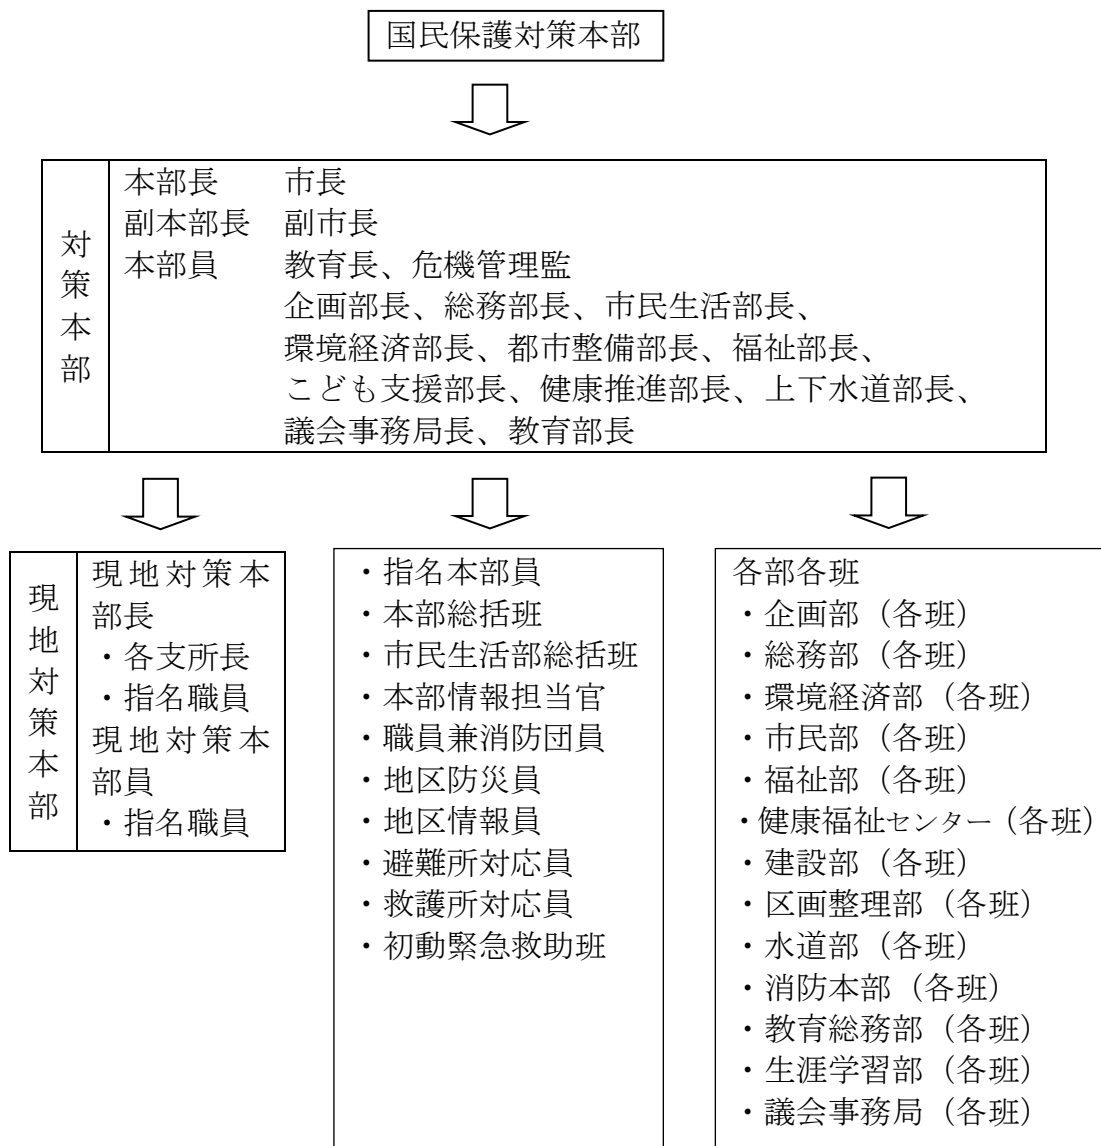 国民保護対策本部
対策本部
本部長 市長
副本部長 副市長
本部員 教育長、危機管理監
企画部長、総務部長、市民生活部長、
環境経済部長、都市整備部長、福祉部長、
こども支援部長、健康推進部長、上下水道部長、
議会事務局長、教育部長
現地対策本部
現地対策本
部長
・各支所長
・指名職員
現地対策本
部員
・指名職員
・指名本部員
・本部総括班
・市民生活部総括班
・本部情報担当官
・職員兼消防団員
・地区防災員
・地区情報員
・避難所対応員
・救護所対応員
・初動緊急救助班
各部各班
・企画部（各班）
・総務部（各班）
・環境経済部（各班）
・市民部（各班）
・福祉部（各班）
・健康福祉センター（各班）
・建設部（各班）
・区画整理部（各班）
・水道部（各班）
・消防本部（各班）
・教育総務部（各班）
・生涯学習部（各班）
・議会事務局（各班）